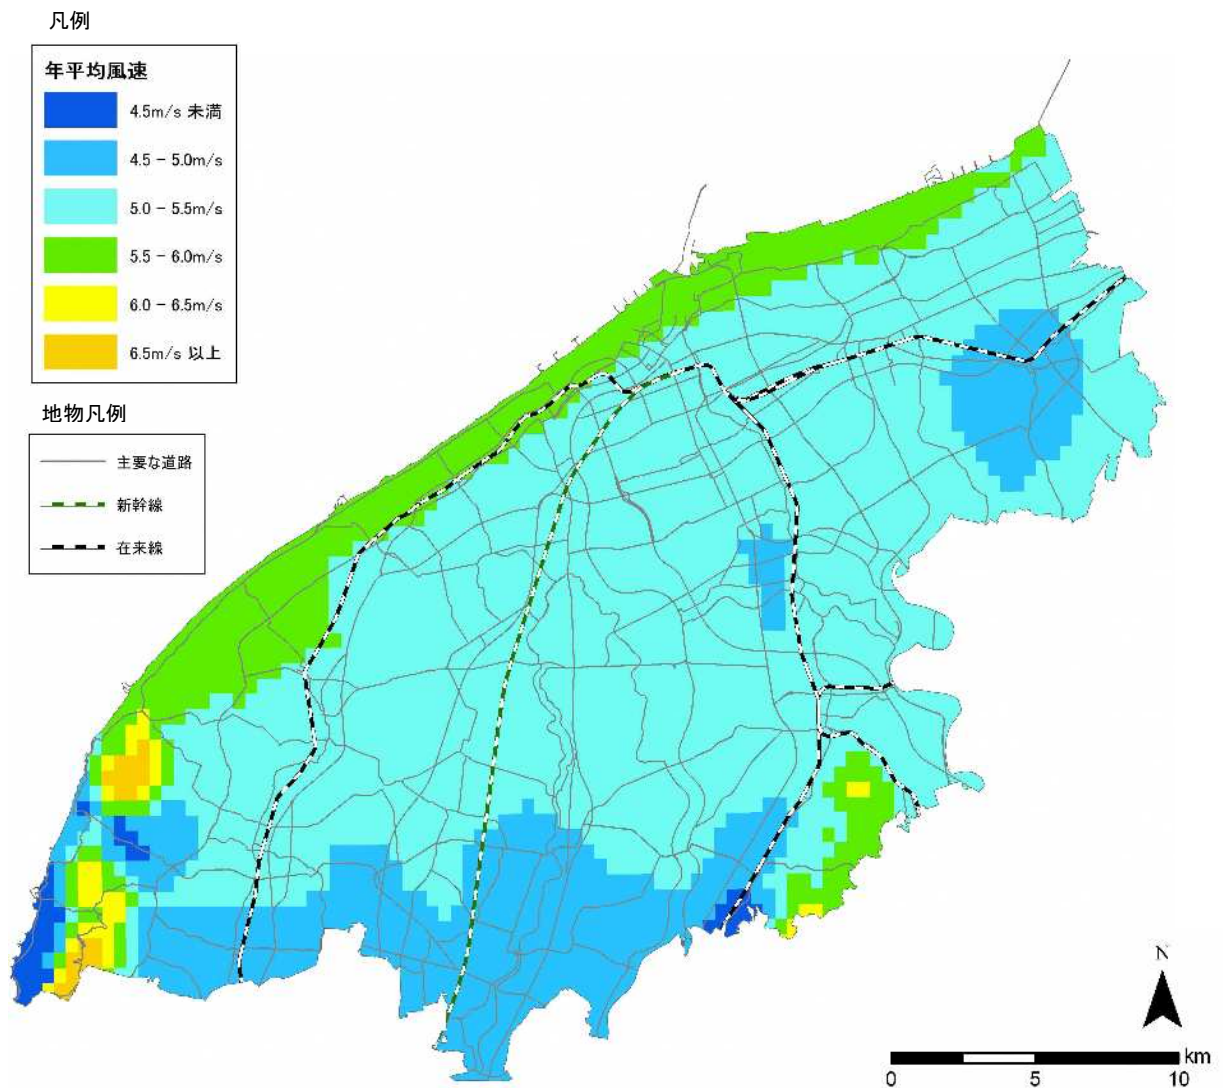 凡例
年平均風速
4.5m/s 未満
4.5 - 5.0m/s
5.0 - 5.5m/s
5.5 - 6.0m/s
6.0 - 6.5m/s
6.5m/s 以上
地物凡例
主要な道路
新幹線
在来線
N
km
0 5 10